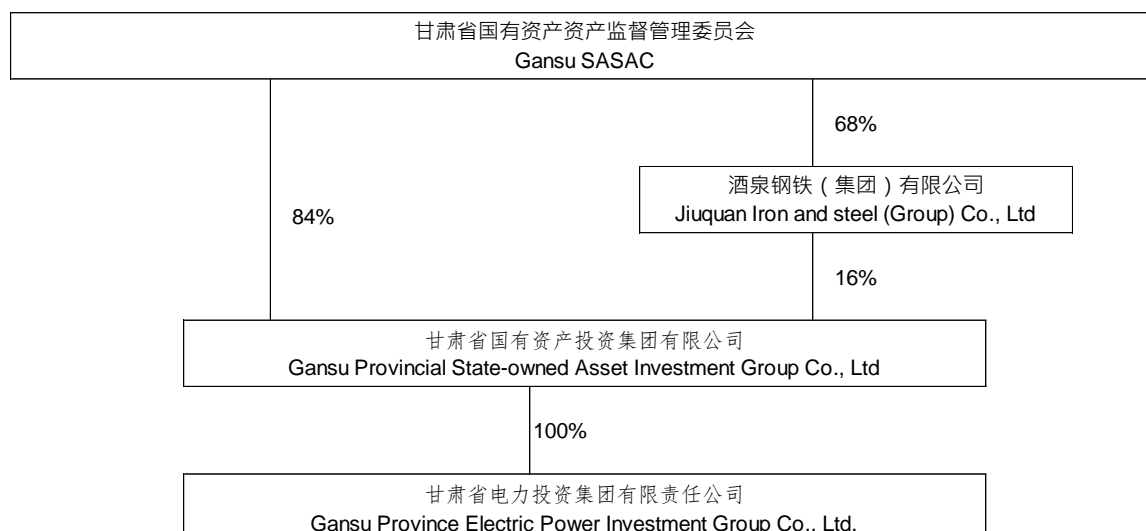 甘肃省国有资产资产监督管理委员会
Gansu SASAC
68%
酒泉钢铁（集团）有限公司
Jiuquan Iron and steel (Group) Co., Ltd
84%
16%
甘肃省国有资产投资集团有限公司
Gansu Provincial State-owned Asset Investment Group Co., Ltd
100%
甘肃省电力投资集团有限责任公司
Gansu Province Electric Power Investment Group Co., Ltd.